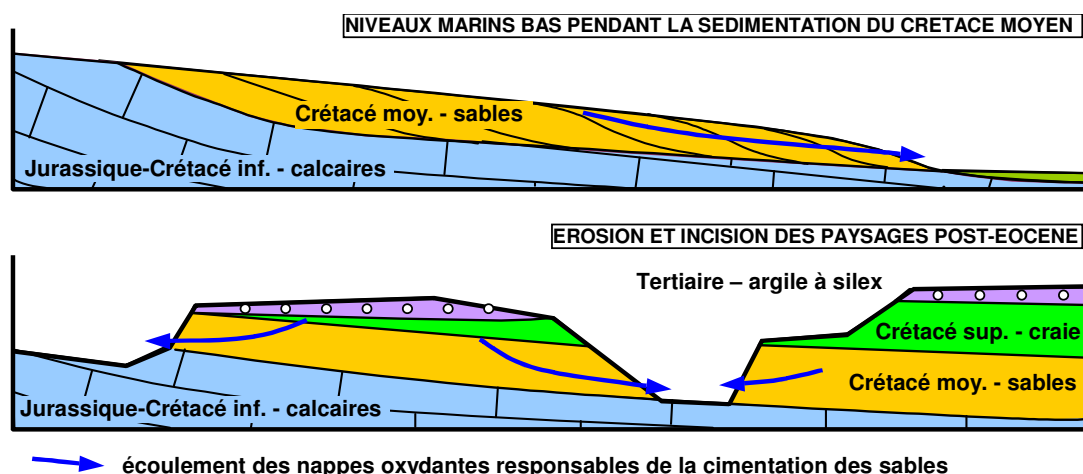 NIVEAUX MARINS BAS PENDANT LA SEDIMENTATION DU CRETACE MOYEN
Crétacé moy. - sables
Jurassique-Crétacé inf. - calcaires
EROSION ET INCISION DES PAYSAGES POST-EOCENE
Tertiaire – argile à silex
Crétacé sup. - craie
Crétacé moy. - sables
Jurassique-Crétacé inf. - calcaires
écoulement des nappes oxydantes responsables de la cimentation des sables